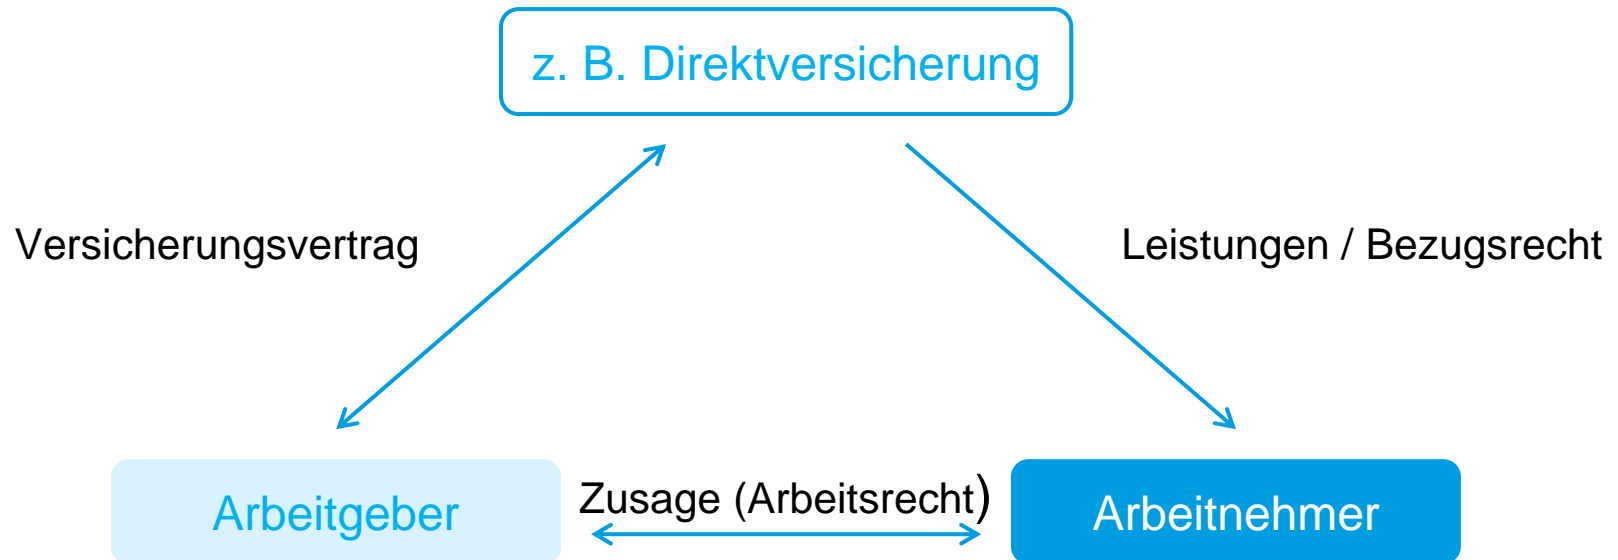 z. B. Direktversicherung
Versicherungsvertrag
Leistungen / Bezugsrecht
Arbeitgeber
Zusage (Arbeitsrecht)
Arbeitnehmer